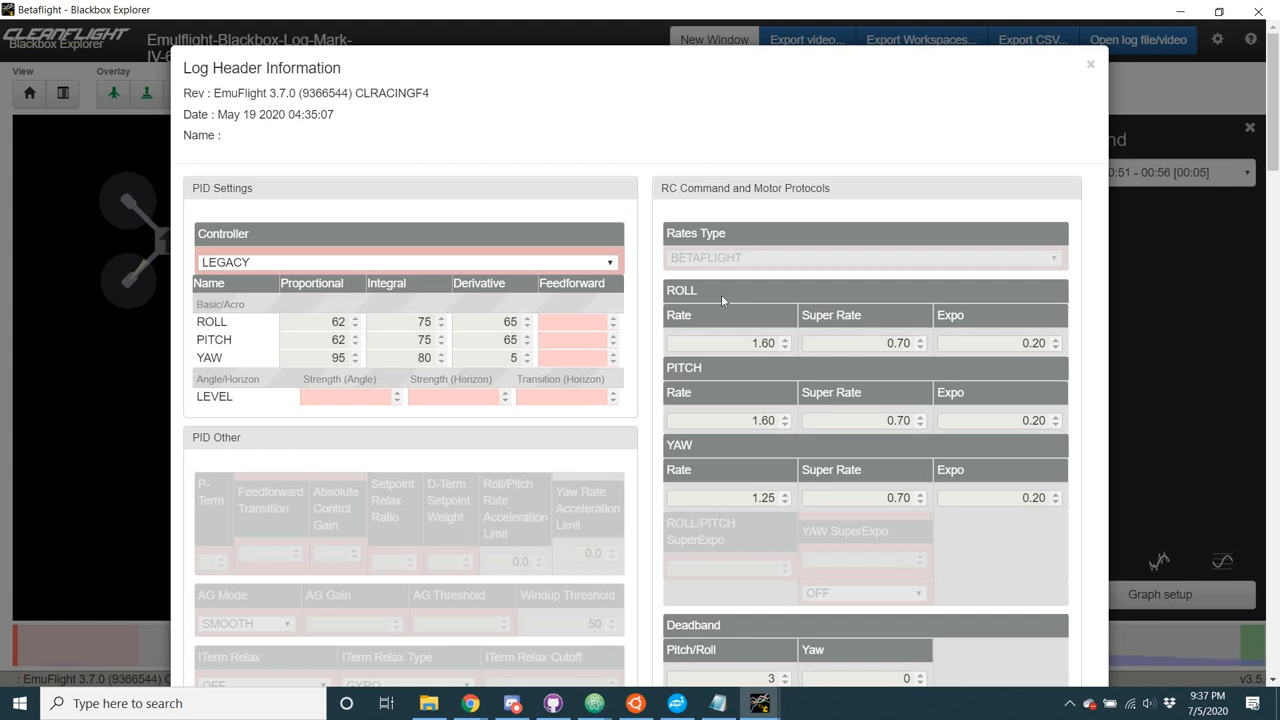 Betaflight - Blackbox Explorer
CLEANFLIGHT
Blackbox Explorer
Emulflight-Blackbox-Log-Mark-
IV-6
New Window
Export video...
Export Workspaces...
Export CSV...
Open log file/video
View
Overlay
Log Header Information
×
Rev : EmuFlight 3.7.0 (9366544) CLRACINGF4
Date : May 19 2020 04:35:07
Name :
nd
0:51 - 00:56 [00:05]
PID Settings
Controller
LEGACY
Name Proportional Integral Derivative Feedforward
Basic/Acro
ROLL 62 75 65
PITCH 62 75 65
YAW 95 80 5
Angle/Horizon Strength (Angle) Strength (Horizon) Transition (Horizon)
LEVEL
PID Other
P-Term
Feedforward Transition
Absolute Control Gain
Setpoint Relax Ratio
D-Term Setpoint Weight
Roll/Pitch Rate Acceleration Limit
Yaw Rate Acceleration Limit
0.0
0.0
AG Mode AG Gain AG Threshold Windup Threshold
SMOOTH 50
ITerm Relax ITerm Relax Type ITerm Relax Cutoff
OFF GYRO
RC Command and Motor Protocols
Rates Type
BETAFLIGHT
ROLL
Rate Super Rate Expo
1.60 0.70 0.20
PITCH
Rate Super Rate Expo
1.60 0.70 0.20
YAW
Rate Super Rate Expo
1.25 0.70 0.20
ROLL/PITCH
SuperExpo
YAW SuperExpo
OFF
Deadband
Pitch/Roll Yaw
3 0
Graph setup
: EmuFlight 3.7.0 (9366544) C
v3.5.
Type here to search
9:37 PM
7/5/2020